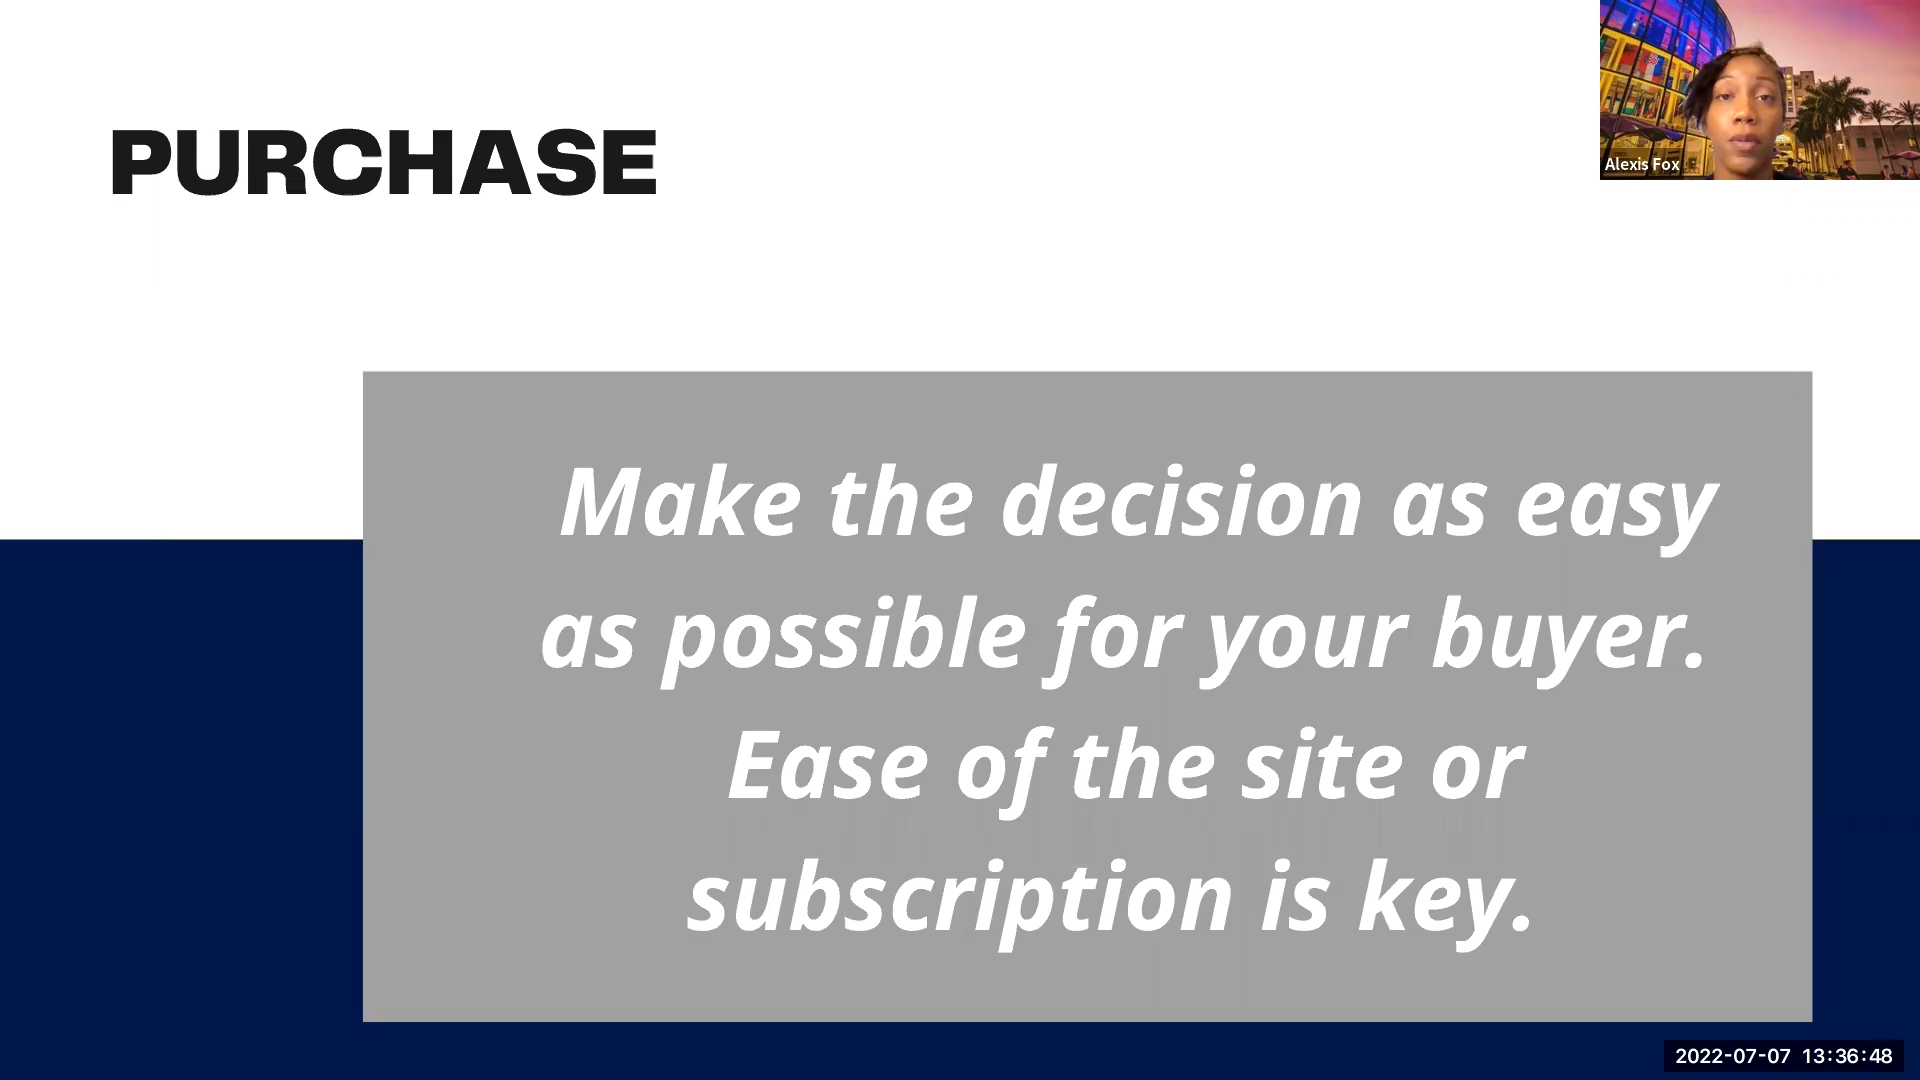 PURCHASE
Alexis Fox
Make the decision as easy
as possible for your buyer.
Ease of the site or
subscription is key.
2022-07-07 13:36:48